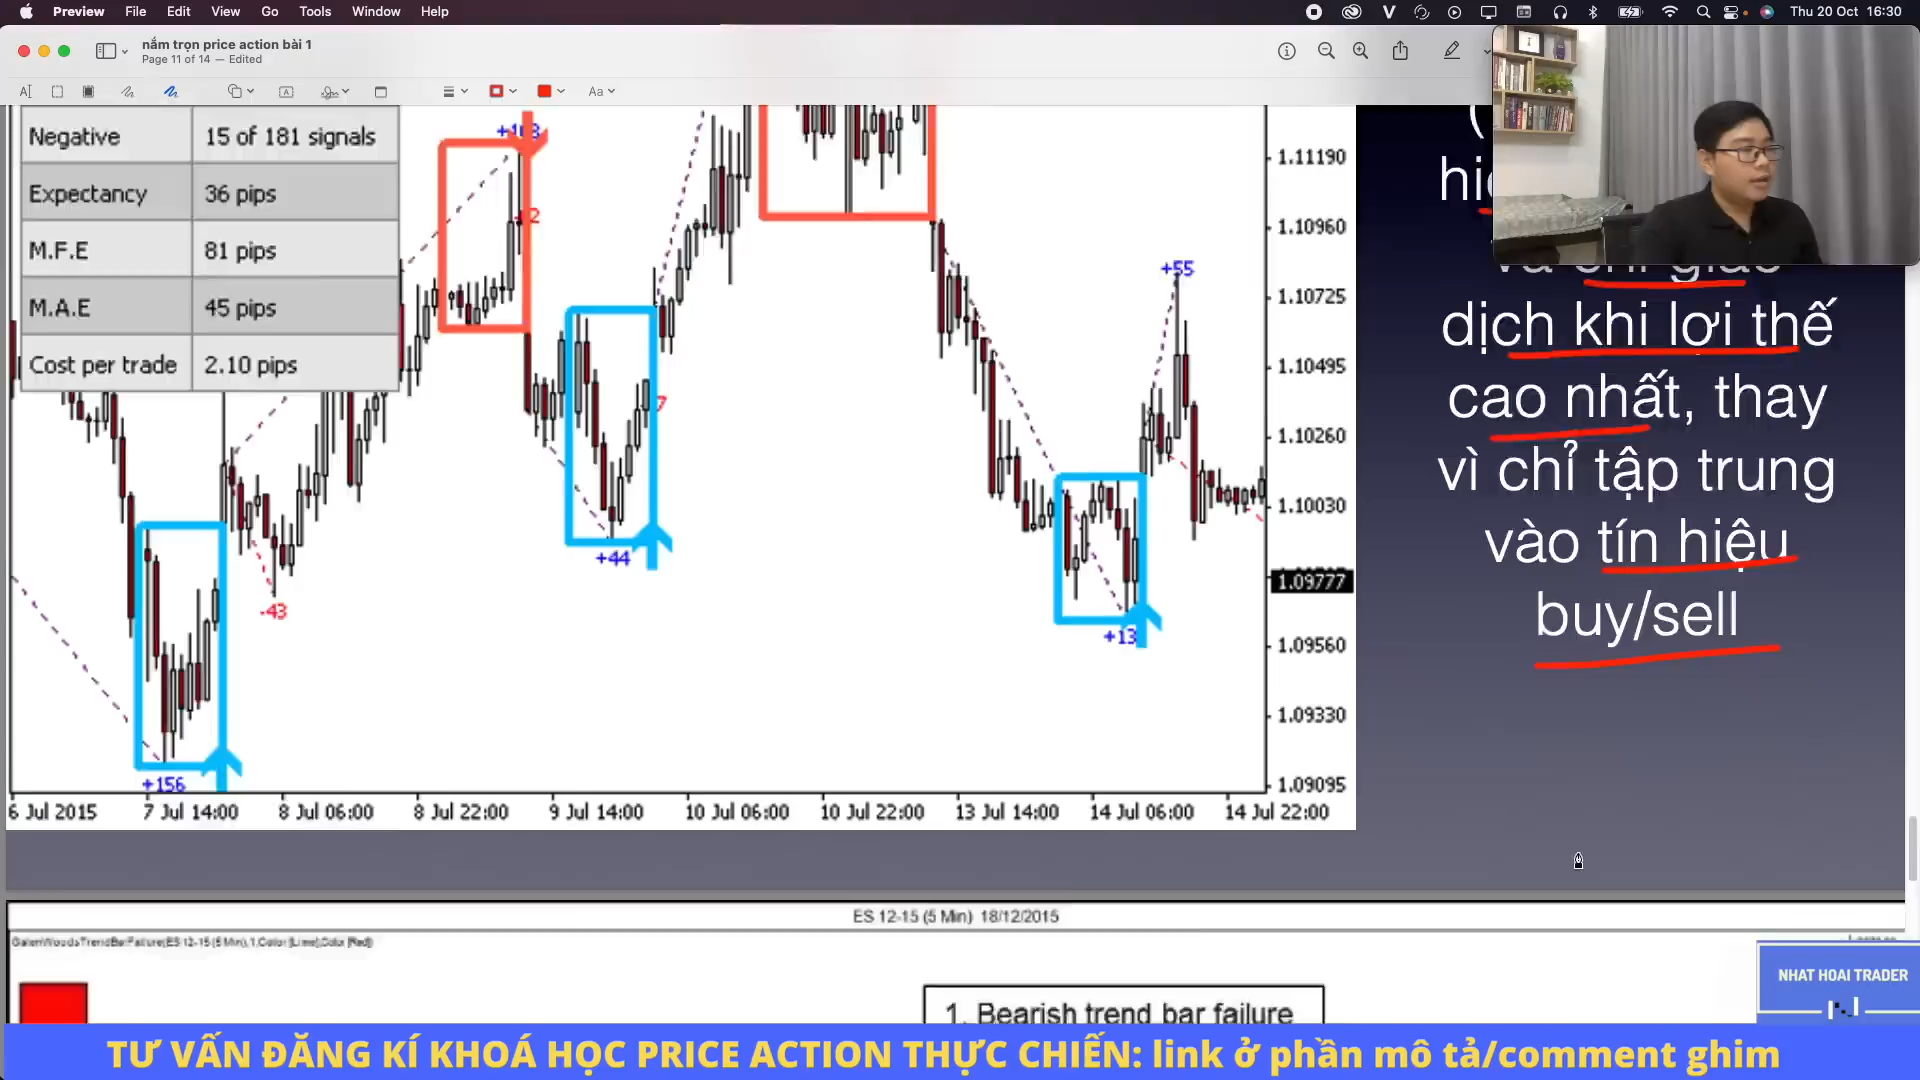 Preview File Edit View Go Tools Window Help
Thu 20 Oct 16:30
nắm trọn price action bài 1
Page 11 of 14 — Edited
Aa
Negative 15 of 181 signals
Expectancy 36 pips
M.F.E 81 pips
M.A.E 45 pips
Cost per trade 2.10 pips
+44
+156
-43
+13
+55
1.11190
1.10960
1.10725
1.10495
1.10260
1.10030
1.09777
1.09560
1.09330
1.09095
6 Jul 2015 7 Jul 14:00 8 Jul 06:00 8 Jul 22:00 9 Jul 14:00 10 Jul 06:00 10 Jul 22:00 13 Jul 14:00 14 Jul 06:00 14 Jul 22:00
dịch khi lợi thế
cao nhất, thay
vì chỉ tập trung
vào tín hiệu
buy/sell
ES 12-15 (5 Min) 18/12/2015
1. Bearish trend bar failure
NHAT HOAI TRADER
TƯ VẤN ĐĂNG KÍ KHOÁ HỌC PRICE ACTION THỰC CHIẾN: link ở phần mô tả/comment ghim